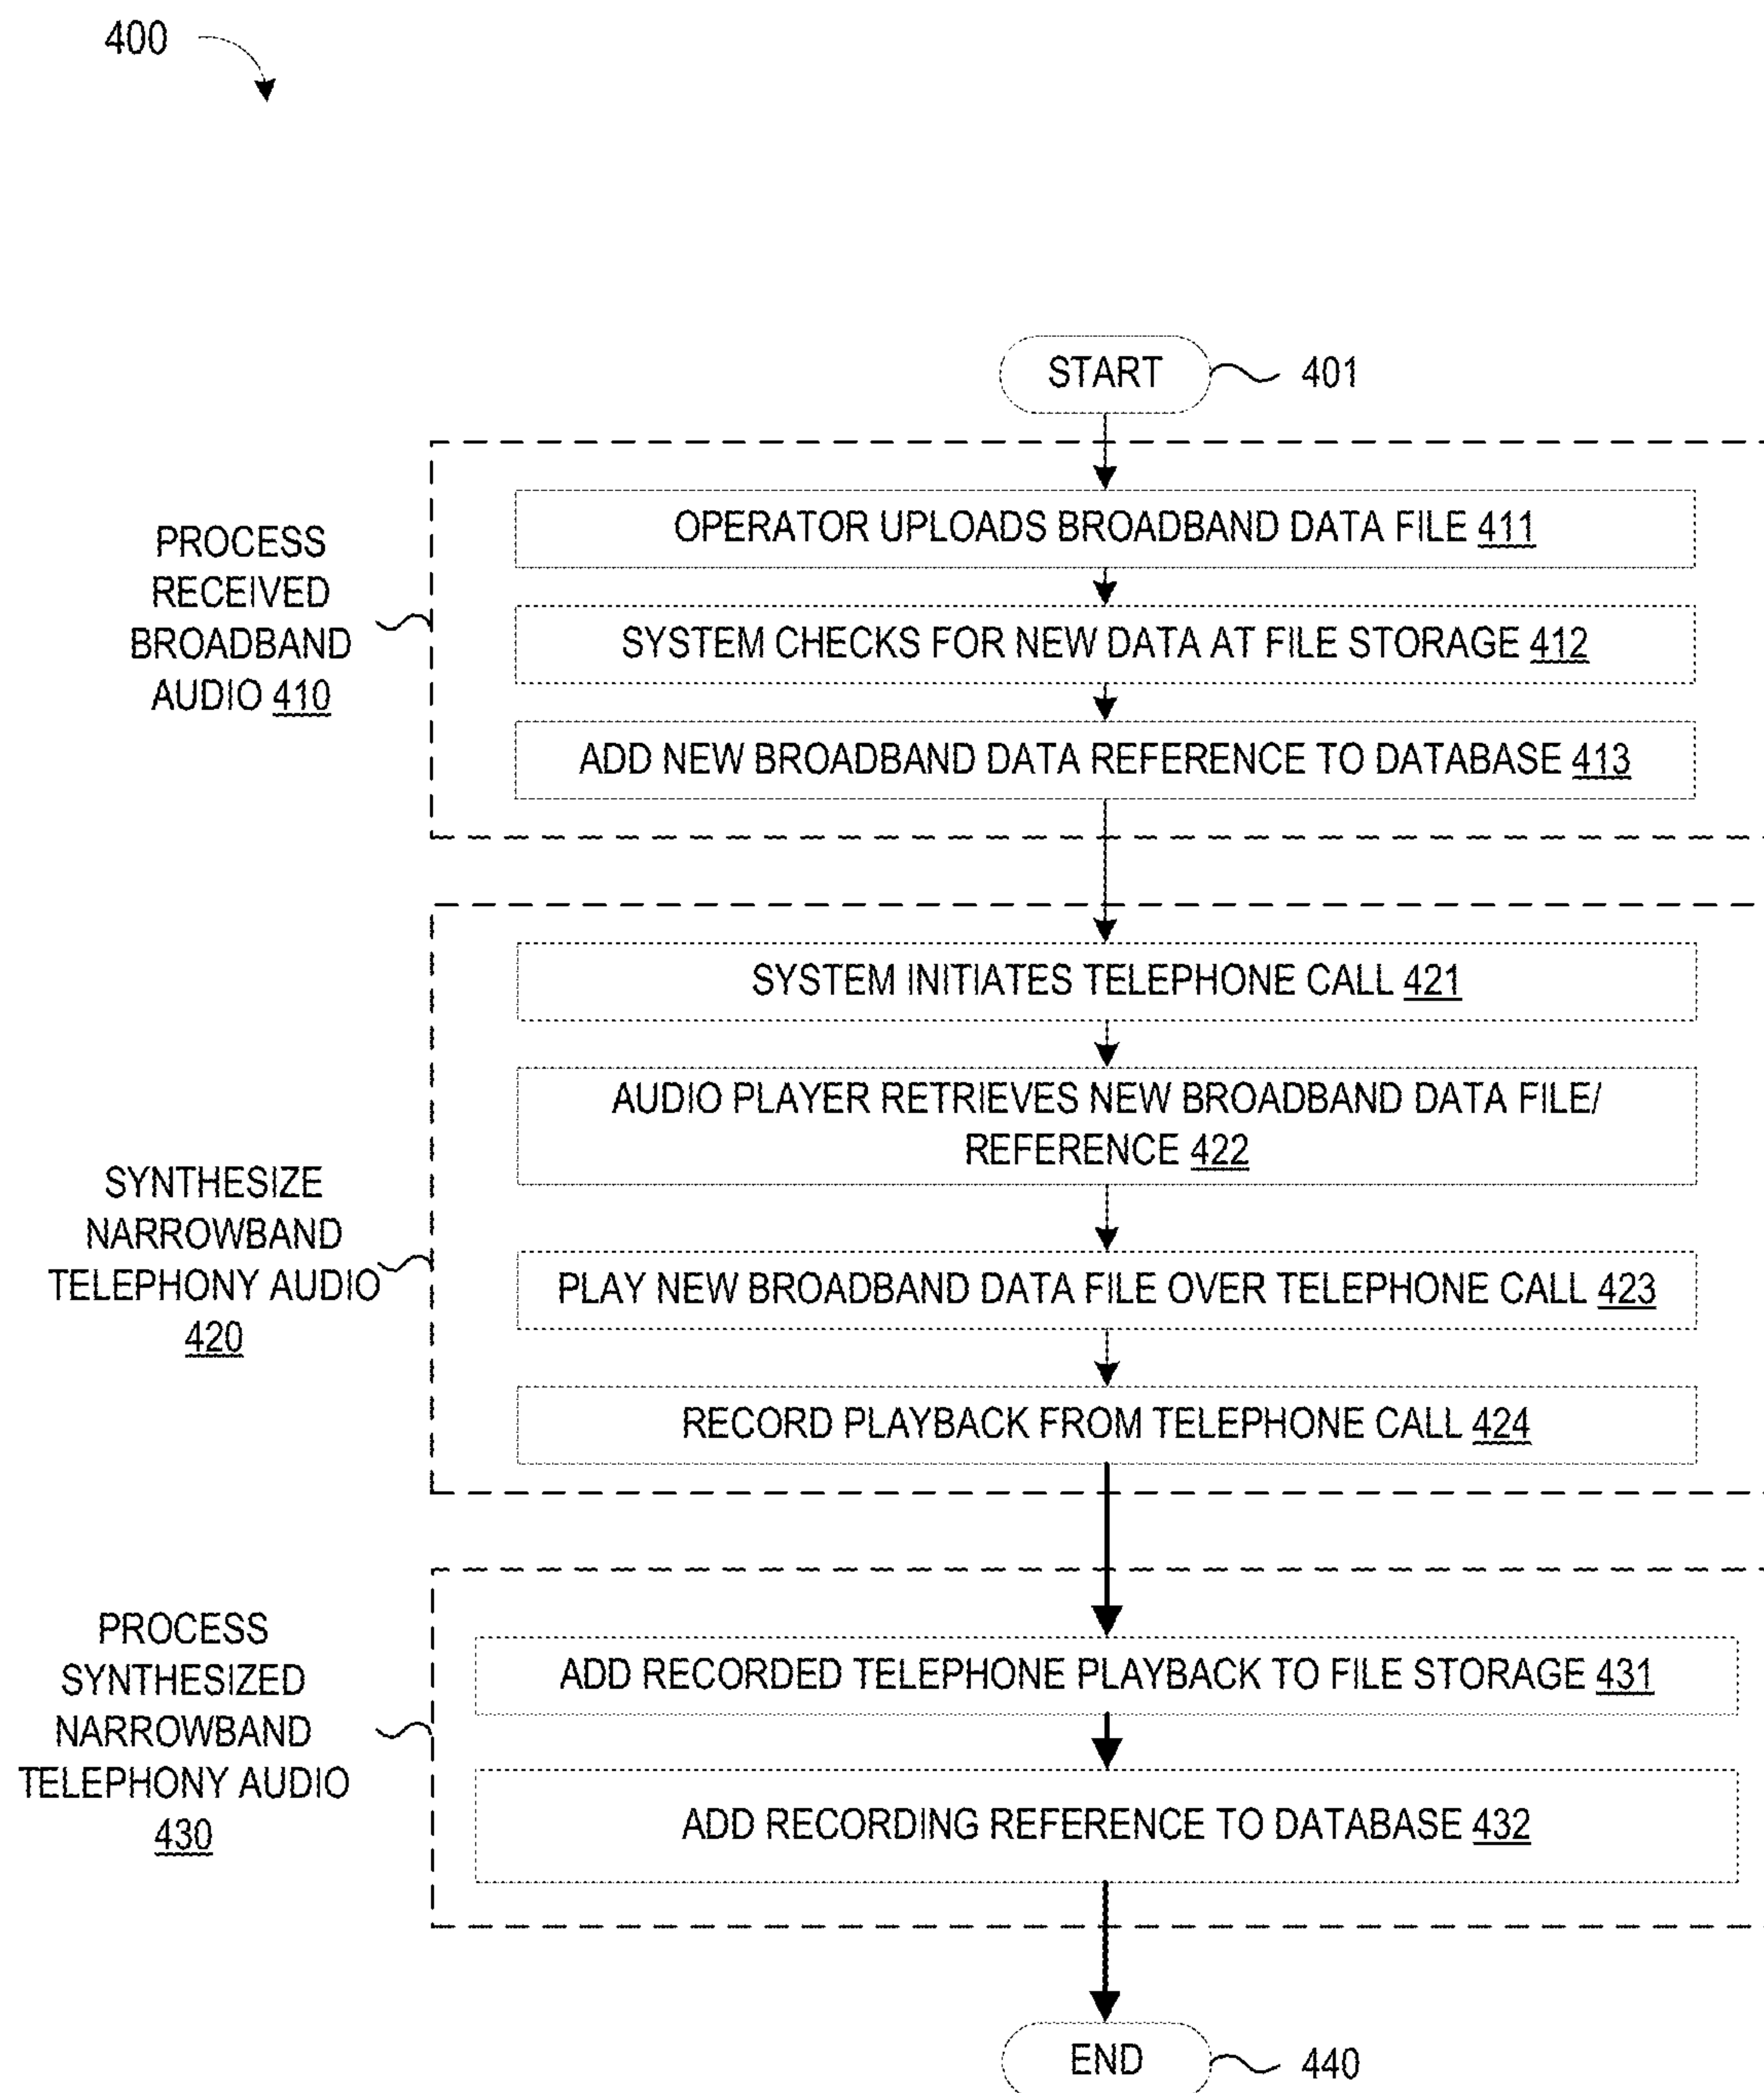 400
START
401
PROCESS
RECEIVED
BROADBAND
AUDIO 410
OPERATOR UPLOADS BROADBAND DATA FILE 411
SYSTEM CHECKS FOR NEW DATA AT FILE STORAGE 412
ADD NEW BROADBAND DATA REFERENCE TO DATABASE 413
SYNTHESIZE
NARROWBAND
TELEPHONY AUDIO
420
SYSTEM INITIATES TELEPHONE CALL 421
AUDIO PLAYER RETRIEVES NEW BROADBAND DATA FILE/
REFERENCE 422
PLAY NEW BROADBAND DATA FILE OVER TELEPHONE CALL 423
RECORD PLAYBACK FROM TELEPHONE CALL 424
PROCESS
SYNTHESIZED
NARROWBAND
TELEPHONY AUDIO
430
ADD RECORDED TELEPHONE PLAYBACK TO FILE STORAGE 431
ADD RECORDING REFERENCE TO DATABASE 432
END
440